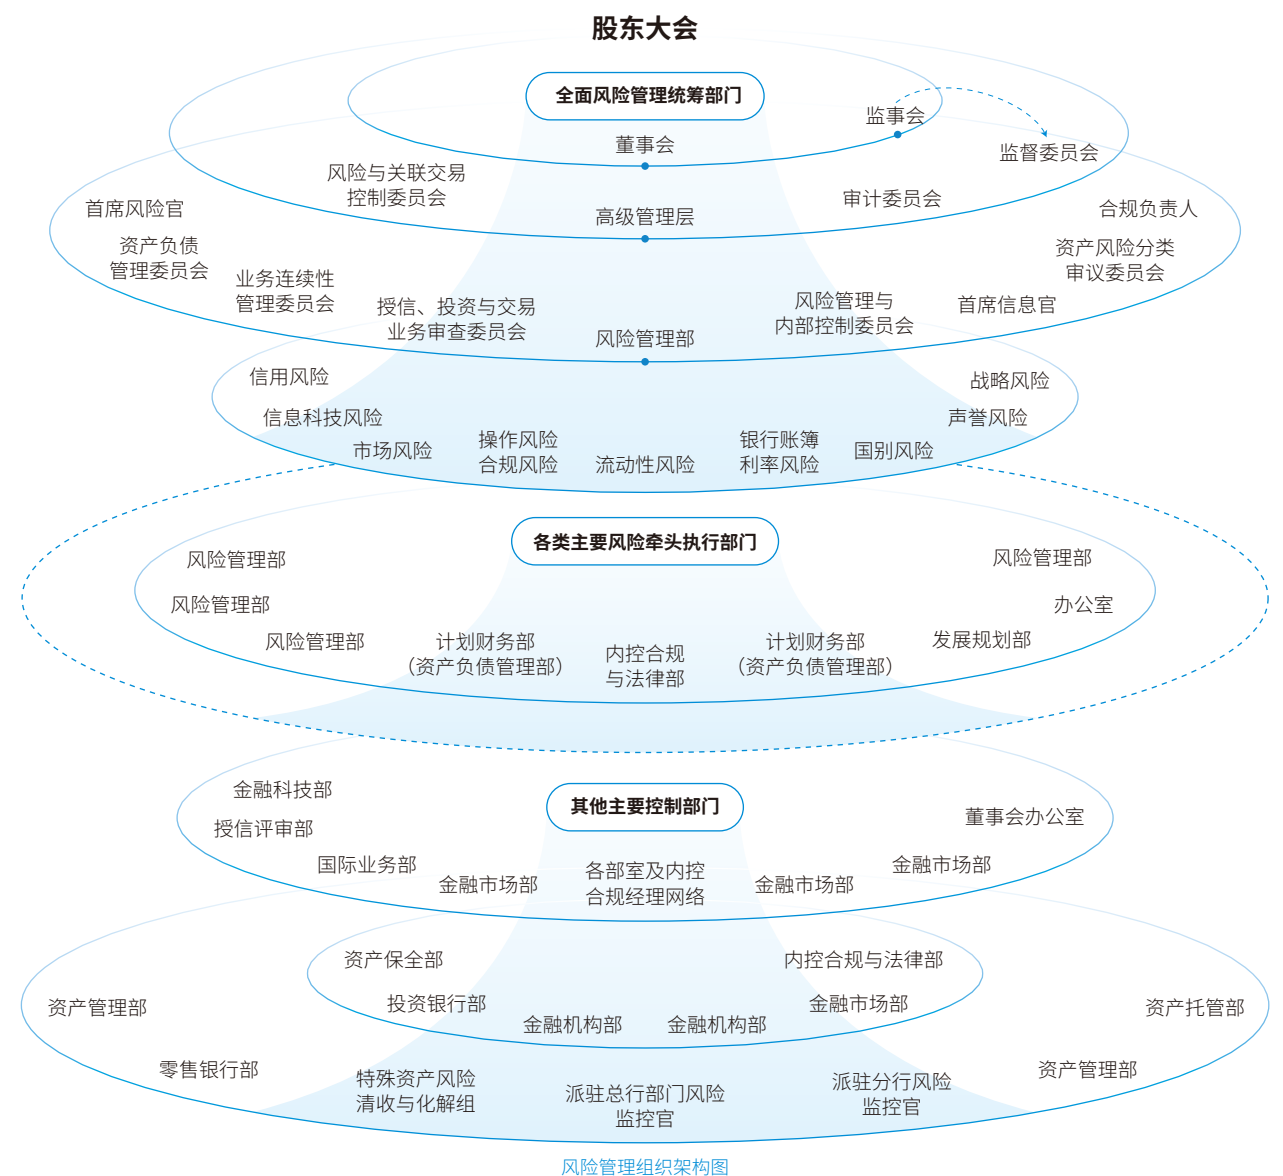 股东大会
全面风险管理统筹部门
监事会
董事会
监督委员会
风险与关联交易
控制委员会
审计委员会
高级管理层
首席风险官
合规负责人
资产负债
管理委员会
资产风险分类
审议委员会
业务连续性
管理委员会
授信、投资与交易
业务审查委员会
风险管理部
风险管理与
内部控制委员会
首席信息官
信用风险
战略风险
信息科技风险
声誉风险
市场风险
操作风险
合规风险
流动性风险
银行账簿
利率风险
国别风险
各类主要风险牵头执行部门
风险管理部
风险管理部
风险管理部
办公室
风险管理部
计划财务部
（资产负债管理部）
内控合规
与法律部
计划财务部
（资产负债管理部）
发展规划部
其他主要控制部门
金融科技部
授信评审部
董事会办公室
国际业务部
金融市场部
各部室及内控
合规经理网络
金融市场部
金融市场部
资产保全部
内控合规与法律部
资产管理部
投资银行部
金融市场部
资产托管部
金融机构部
金融机构部
零售银行部
资产管理部
特殊资产风险
清收与化解组
派驻总行部门风险
监控官
派驻分行风险
监控官
风险管理组织架构图